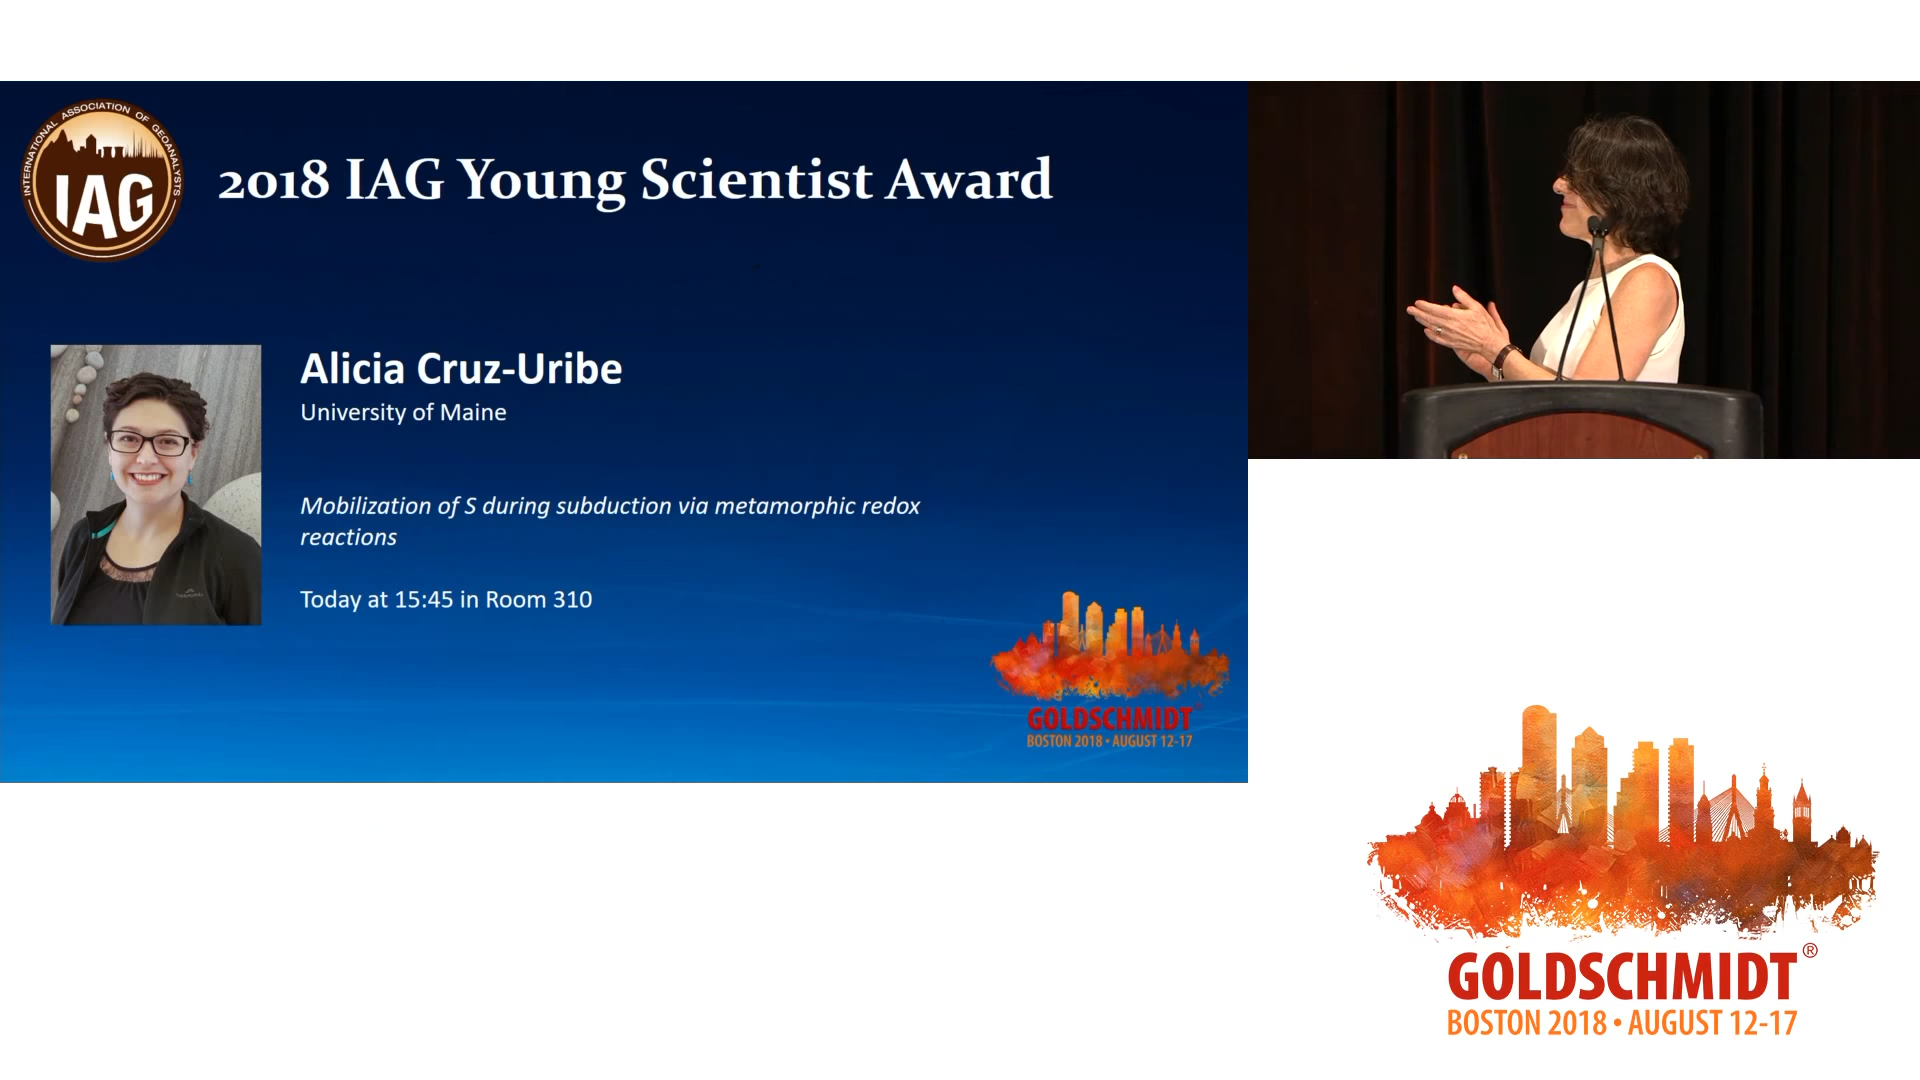 INTERNATIONAL ASSOCIATION OF GEOANALYSTS
IAG
2018 IAG Young Scientist Award
Alicia Cruz-Uribe
University of Maine
Mobilization of S during subduction via metamorphic redox
reactions
Today at 15:45 in Room 310
GOLDSCHMIDT
BOSTON 2018 • AUGUST 12-17
GOLDSCHMIDT®
BOSTON 2018 • AUGUST 12-17